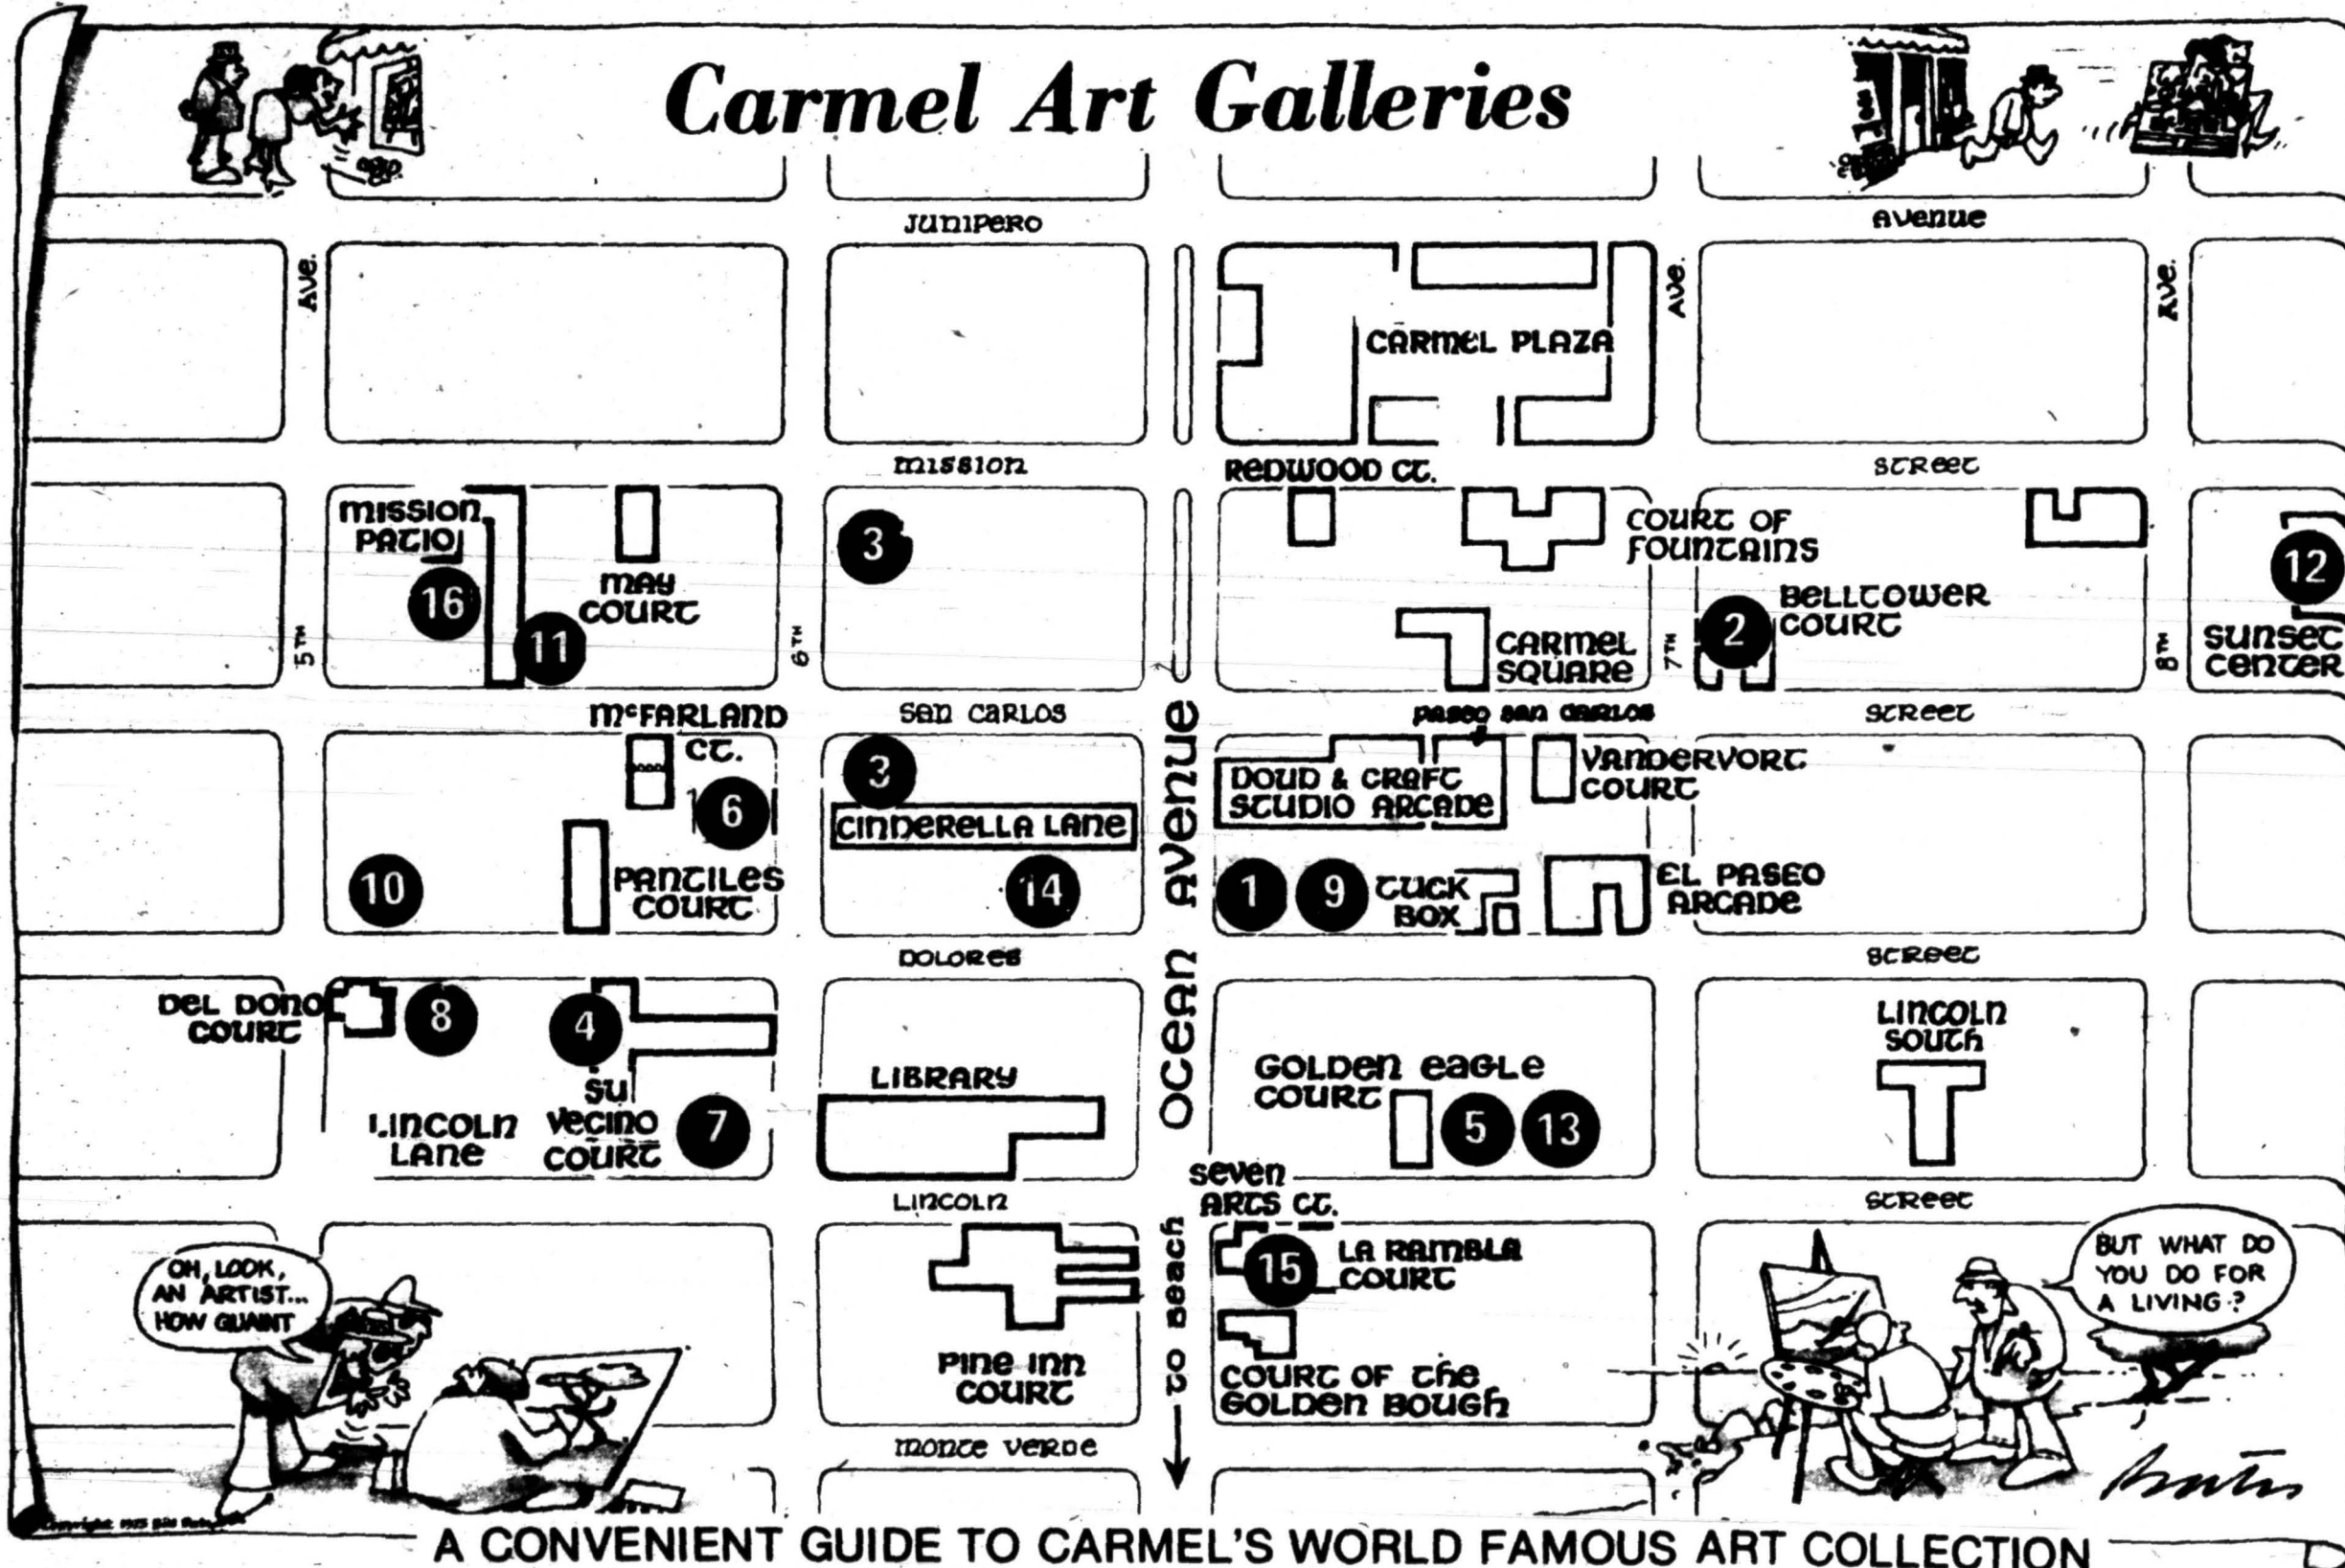 Carmel Art Galleries
JUNIPERO
AVENUE
AVE.
AVE.
AVE.
CARMEL PLAZA
MISSION
STREET
REDWOOD CT.
MISSION
PATIO
16
11
MAY
COURT
3
COURT OF
FOUNTAINS
CARMEL
SQUARE
2
BELLTOWER
COURT
12
SUNSET
CENTER
5TH
6TH
7TH
8TH
SAN CARLOS
STREET
McFARLAND
CT.
6
10
PANTILES
COURT
3
CINDERELLA LANE
14
OCEAN AVENUE
PASEO SAN CARLOS
DOUD & CRAFT
STUDIO ARCADE
VANDERVORT
COURT
1
9
TUCK
BOX
EL PASEO
ARCADE
DOLORES
STREET
DEL DONO
COURT
8
4
SU
VECINO
COURT
LINCOLN
LANE
7
LIBRARY
GOLDEN EAGLE
COURT
5
13
LINCOLN
SOUTH
LINCOLN
STREET
SEVEN
ARTS CT.
15
LA RAMBLA
COURT
PINE INN
COURT
TO BEACH
COURT OF THE
GOLDEN BOUGH
MONTE VERDE
OH, LOOK,
AN ARTIST...
HOW QUAINT
BUT WHAT DO
YOU DO FOR
A LIVING?
A CONVENIENT GUIDE TO CARMEL'S WORLD FAMOUS ART COLLECTION